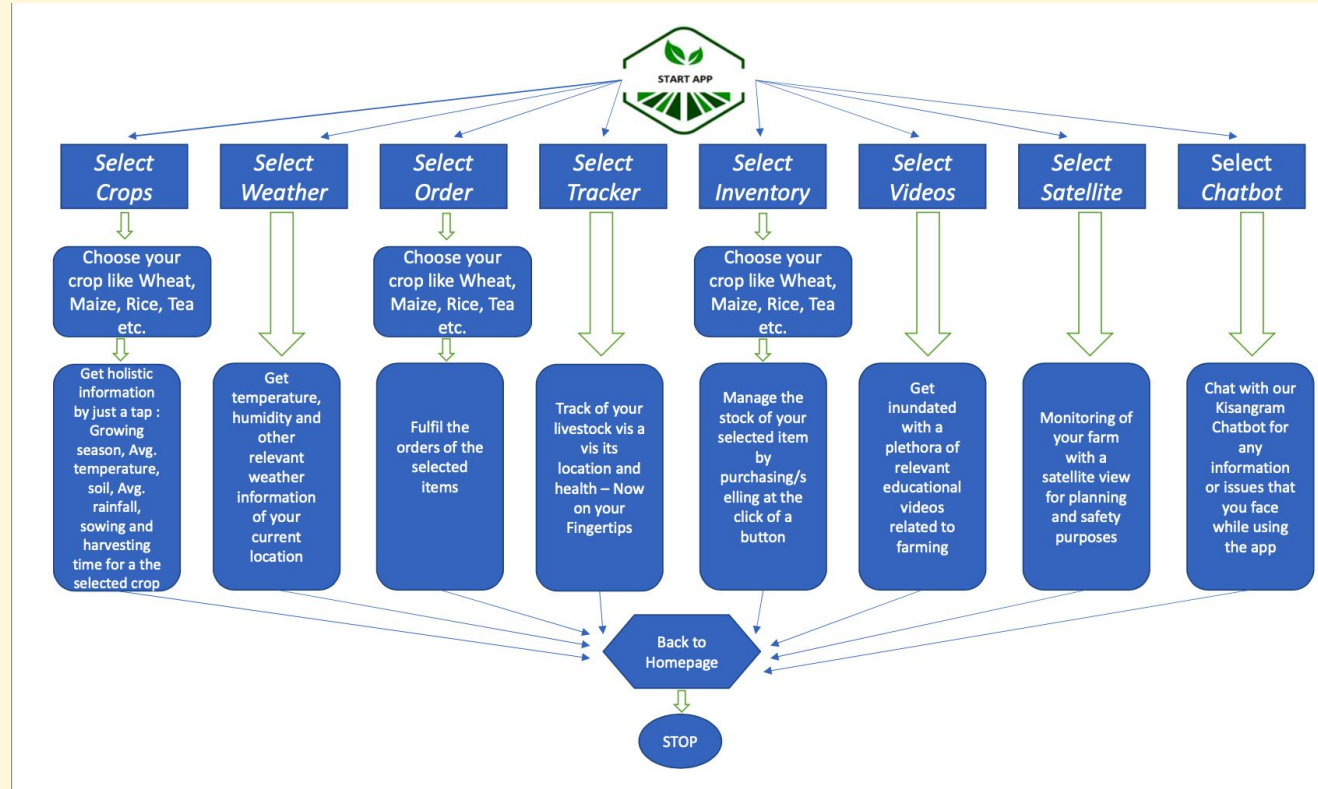 START APP
Select
Crops
Select
Weather
Select
Order
Select
Tracker
Select
Inventory
Select
Videos
Select
Satellite
Select
Chatbot
Choose your
crop like Wheat,
Maize, Rice, Tea
etc.
Choose your
crop like Wheat,
Maize, Rice, Tea
etc.
Choose your
crop like Wheat,
Maize, Rice, Tea
etc.
Get holistic
information
by just a tap :
Growing
season, Avg.
temperature,
soil, Avg.
rainfall,
sowing and
harvesting
time for a the
selected crop
Get
temperature,
humidity and
other
relevant
weather
information
of your
current
location
Fulfil the
orders of the
selected
items
Track of your
livestock vis a
vis its
location and
health – Now
on your
Fingertips
Manage the
stock of your
selected item
by
purchasing/s
elling at the
click of a
button
Get
inundated
with a
plethora of
relevant
educational
videos
related to
farming
Monitoring of
your farm
with a
satellite view
for planning
and safety
purposes
Chat with our
Kisangram
Chatbot for
any
information
or issues that
you face
while using
the app
Back to
Homepage
STOP